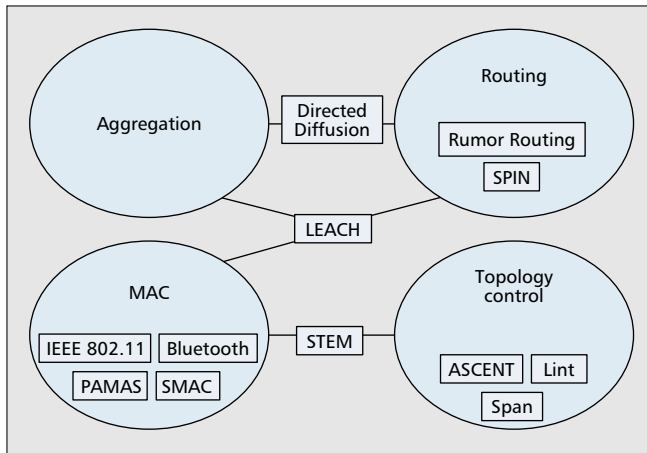 Aggregation
Directed
Diffusion
Routing
Rumor Routing
SPIN
LEACH
MAC
IEEE 802.11
Bluetooth
PAMAS
SMAC
STEM
Topology
control
ASCENT
Lint
Span